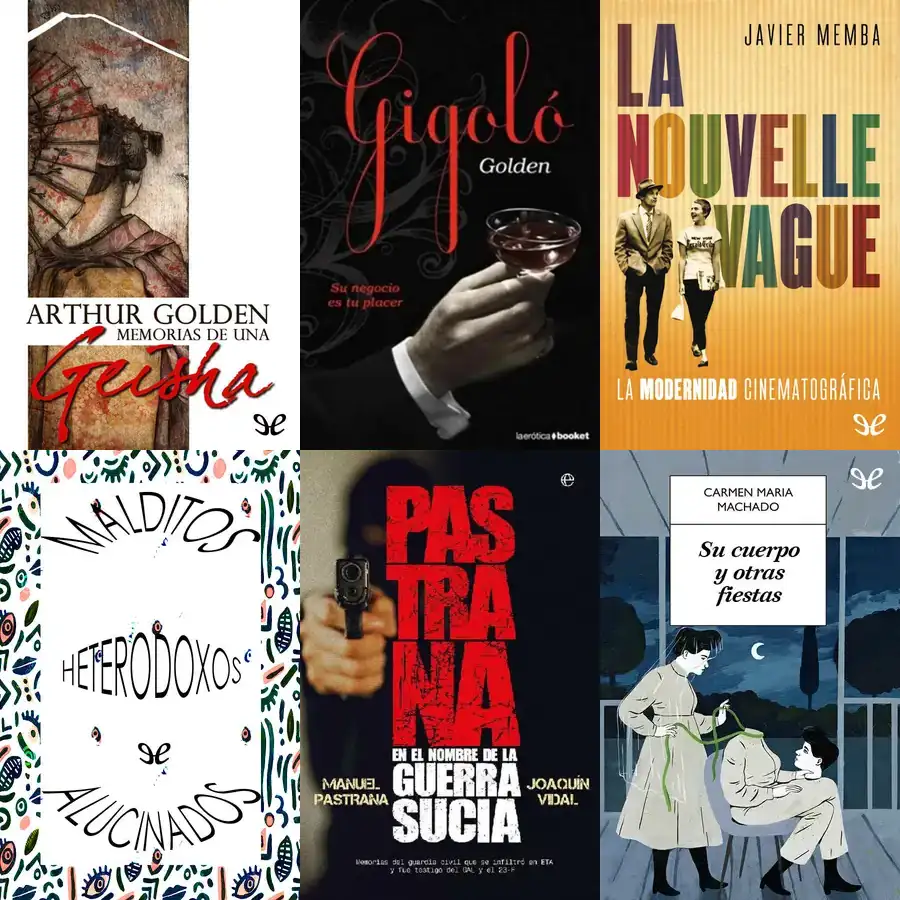 ARTHUR GOLDEN
MEMORIAS DE UNA
Geisha
Gigoló
Golden
Su negocio
es tu placer
laerótica booket
JAVIER MEMBA
LA
NOUVELLE
VAGUE
LA MODERNIDAD CINEMATOGRÁFICA
MALDITOS
HETERODOXOS
ALUCINADOS
PAS
TRA
NA
EN EL NOMBRE DE LA
GUERRA
SUCIA
MANUEL
PASTRANA
JOAQUÍN
VIDAL
Memorias del guardia civil que se infiltró en ETA
y fue testigo del GAL y el 23-F
CARMEN MARIA
MACHADO
Su cuerpo
y otras
fiestas